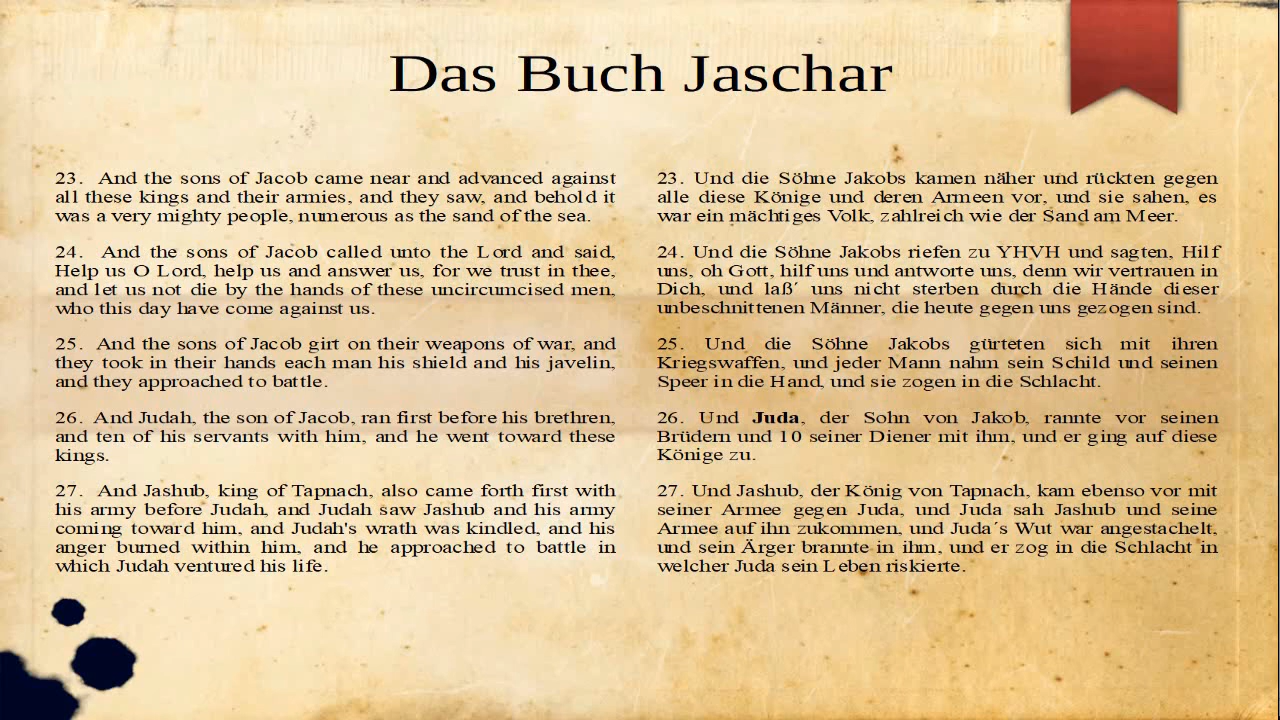 Das Buch Jaschar
23. And the sons of Jacob came near and advanced against
all these kings and their armies, and they saw, and behold it
was a very mighty people, numerous as the sand of the sea.
24. And the sons of Jacob called unto the Lord and said,
Help us O Lord, help us and answer us, for we trust in thee,
and let us not die by the hands of these uncircumcised men,
who this day have come against us.
25. And the sons of Jacob girt on their weapons of war, and
they took in their hands each man his shield and his javelin,
and they approached to battle.
26. And Judah, the son of Jacob, ran first before his brethren,
and ten of his servants with him, and he went toward these
kings.
27. And Jashub, king of Tapnach, also came forth first with
his army before Judah, and Judah saw Jashub and his army
coming toward him, and Judah's wrath was kindled, and his
anger burned within him, and he approached to battle in
which Judah ventured his life.
23. Und die Söhne Jakobs kamen näher und rückten gegen
alle diese Könige und deren Armeen vor, und sie sahen, es
war ein mächtiges Volk, zahlreich wie der Sand am Meer.
24. Und die Söhne Jakobs riefen zu YHVH und sagten, Hilf
uns, oh Gott, hilf uns und antworte uns, denn wir vertrauen in
Dich, und laß´ uns nicht sterben durch die Hände dieser
unbeschnittenen Männer, die heute gegen uns gezogen sind.
25. Und die Söhne Jakobs gürteten sich mit ihren
Kriegswaffen, und jeder Mann nahm sein Schild und seinen
Speer in die Hand, und sie zogen in die Schlacht.
26. Und Juda, der Sohn von Jakob, rannte vor seinen
Brüdern und 10 seiner Diener mit ihm, und er ging auf diese
Könige zu.
27. Und Jashub, der König von Tapnach, kam ebenso vor mit
seiner Armee gegen Juda, und Juda sah Jashub und seine
Armee auf ihn zukommen, und Juda´s Wut war angestachelt,
und sein Ärger brannte in ihm, und er zog in die Schlacht in
welcher Juda sein Leben riskierte.